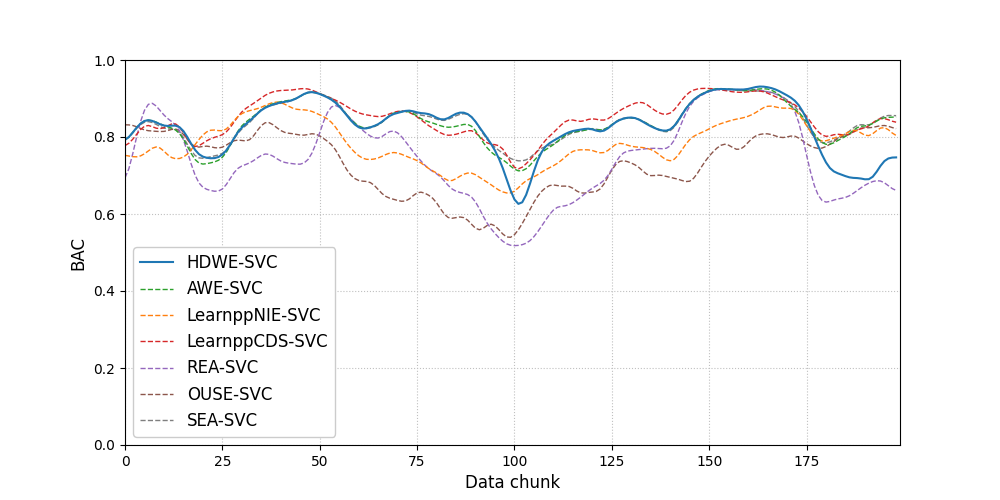 1.0
0.8
0.6
0.4
0.2
0.0
BAC
HDWE-SVC
AWE-SVC
LearnppNIE-SVC
LearnppCDS-SVC
REA-SVC
OUSE-SVC
SEA-SVC
0 25 50 75 100 125 150 175
Data chunk